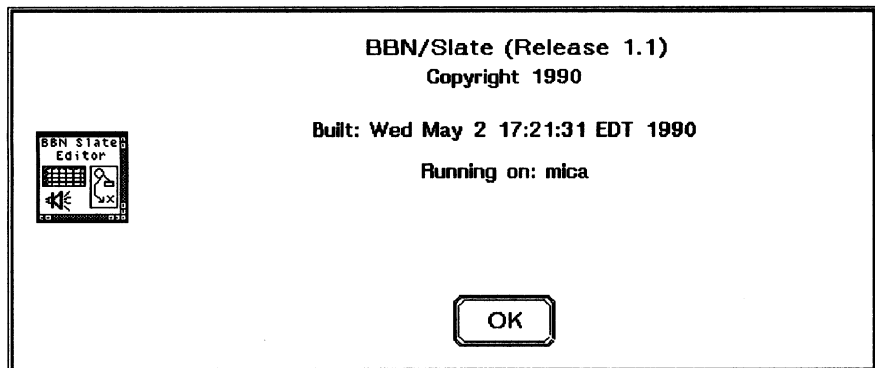 BBN/Slate (Release 1.1)
Copyright 1990
Built: Wed May 2 17:21:31 EDT 1990
Running on: mica
BBN Slate
Editor
OK